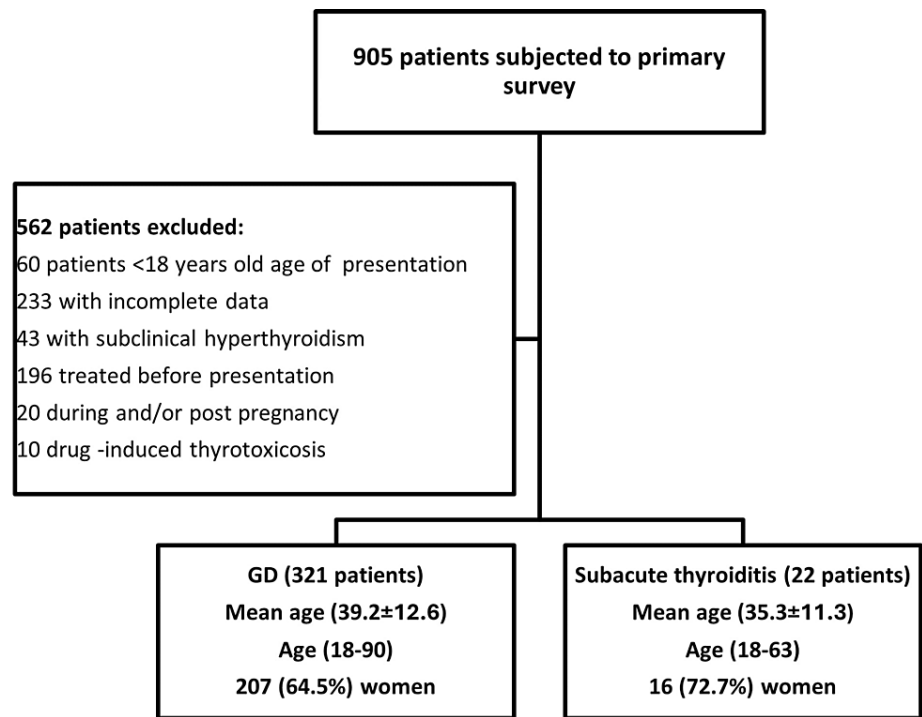 905 patients subjected to primary
survey
562 patients excluded:
60 patients <18 years old age of presentation
233 with incomplete data
43 with subclinical hyperthyroidism
196 treated before presentation
20 during and/or post pregnancy
10 drug -induced thyrotoxicosis
GD (321 patients)
Mean age (39.2±12.6)
Age (18-90)
207 (64.5%) women
Subacute thyroiditis (22 patients)
Mean age (35.3±11.3)
Age (18-63)
16 (72.7%) women